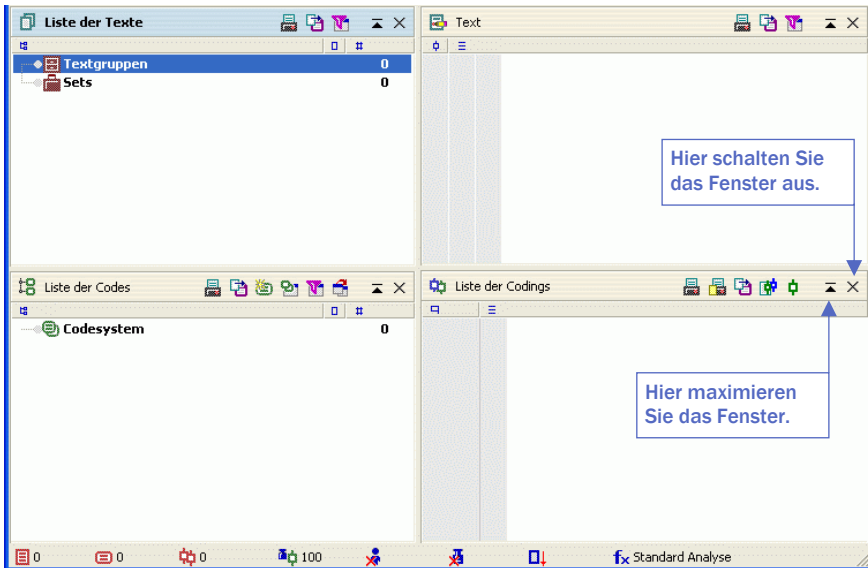 Liste der Texte
Text
Textgruppen 0
Sets 0
Hier schalten Sie
das Fenster aus.
Liste der Codes
Liste der Codings
Codesystem 0
Hier maximieren
Sie das Fenster.
0 0 0 100 fx Standard Analyse